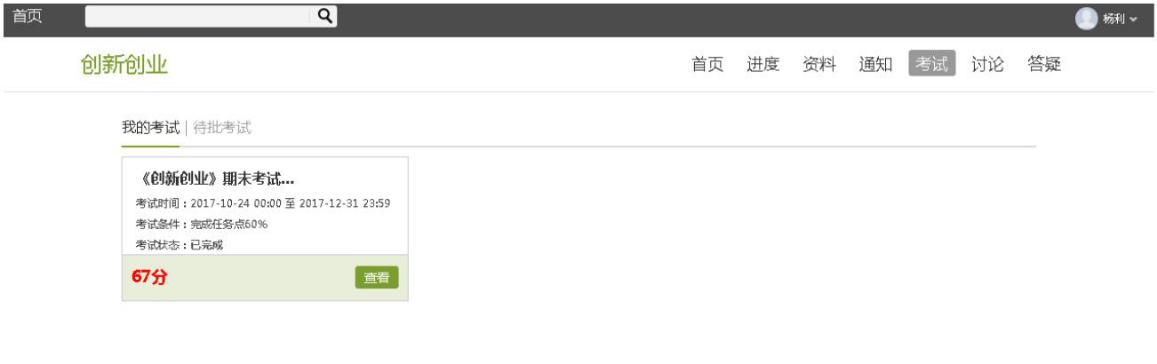 首页 杨利
创新创业 首页 进度 资料 通知 考试 讨论 答疑
我的考试 | 待批考试
《创新创业》期末考试...
考试时间：2017-10-24 00:00 至 2017-12-31 23:59
考试条件：完成任务点60%
考试状态：已完成
67分 查看